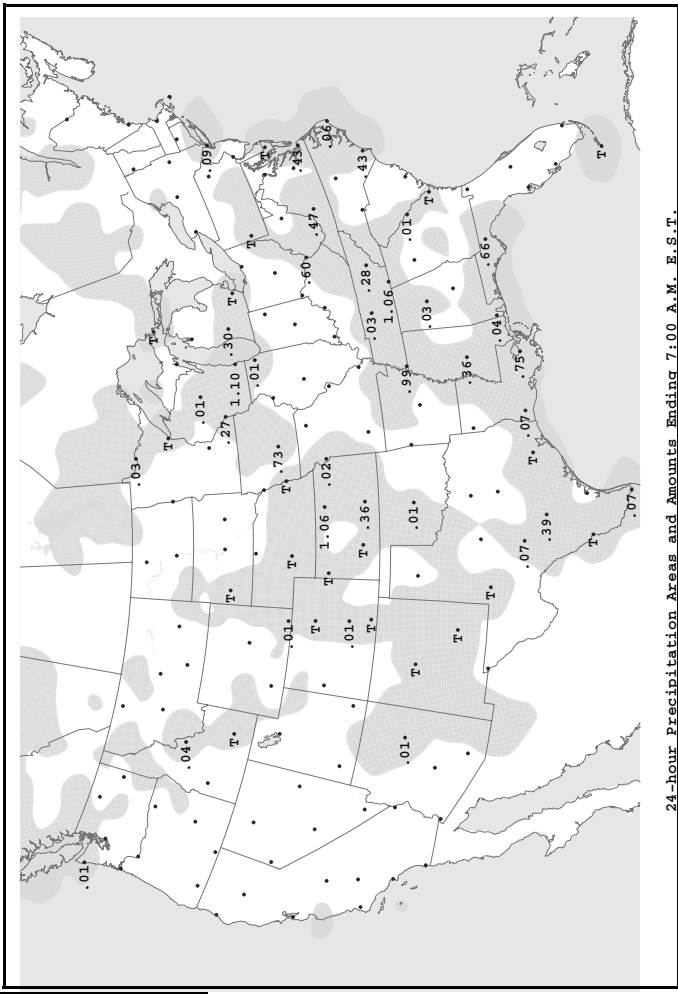 .01
.03
T
T
.04
.01
.09
.27
.30
T
T
T
1.10
T
.01
T
.73
T
.01
T
.43
.60
.47
T
1.06
.02
.06
T
.01
.43
T
.36
.28
T
.03
1.06
.01
.99
.01
.01
T
.03
T
T
.36
.66
T
.04
.75
.07
.07
T
.39
T
T
.07
24-hour Precipitation Areas and Amounts Ending 7:00 A.M. E.S.T.